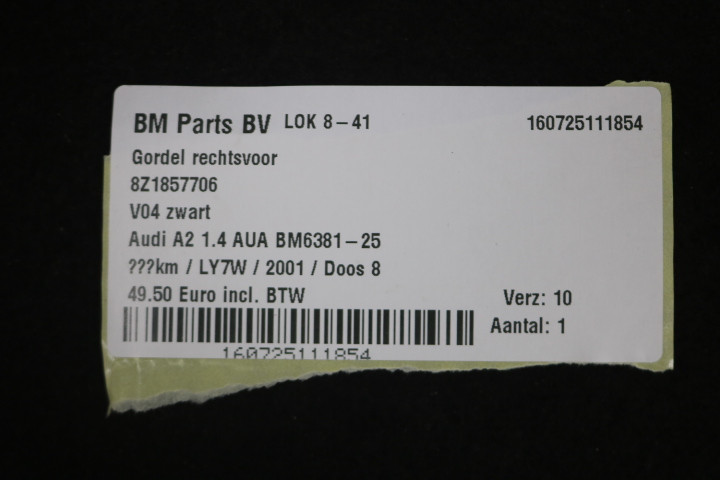 BM Parts BV LOK 8-41 160725111854
Gordel rechtsvoor
8Z1857706
V04 zwart
Audi A2 1.4 AUA BM6381-25
???km / LY7W / 2001 / Doos 8
49.50 Euro incl. BTW Verz: 10
Aantal: 1
160725111854